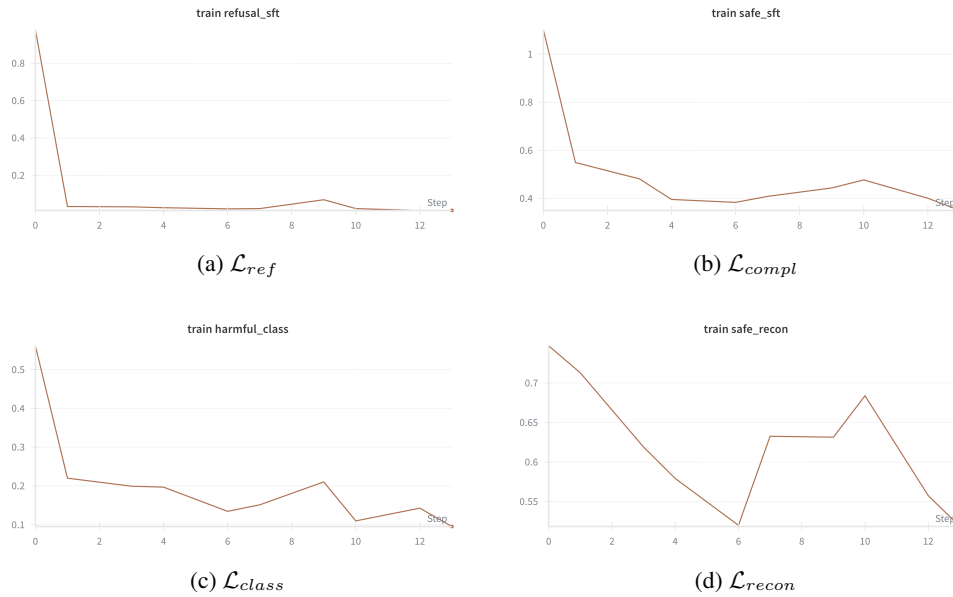 train refusal_sft
0.8
0.6
0.4
0.2
Step
0 2 4 6 8 10 12
(a) ℒ_ref
train safe_sft
1
0.8
0.6
0.4
Step
0 2 4 6 8 10 12
(b) ℒ_compl
train harmful_class
0.5
0.4
0.3
0.2
0.1
Step
0 2 4 6 8 10 12
(c) ℒ_class
train safe_recon
0.7
0.65
0.6
0.55
Step
0 2 4 6 8 10 12
(d) ℒ_recon